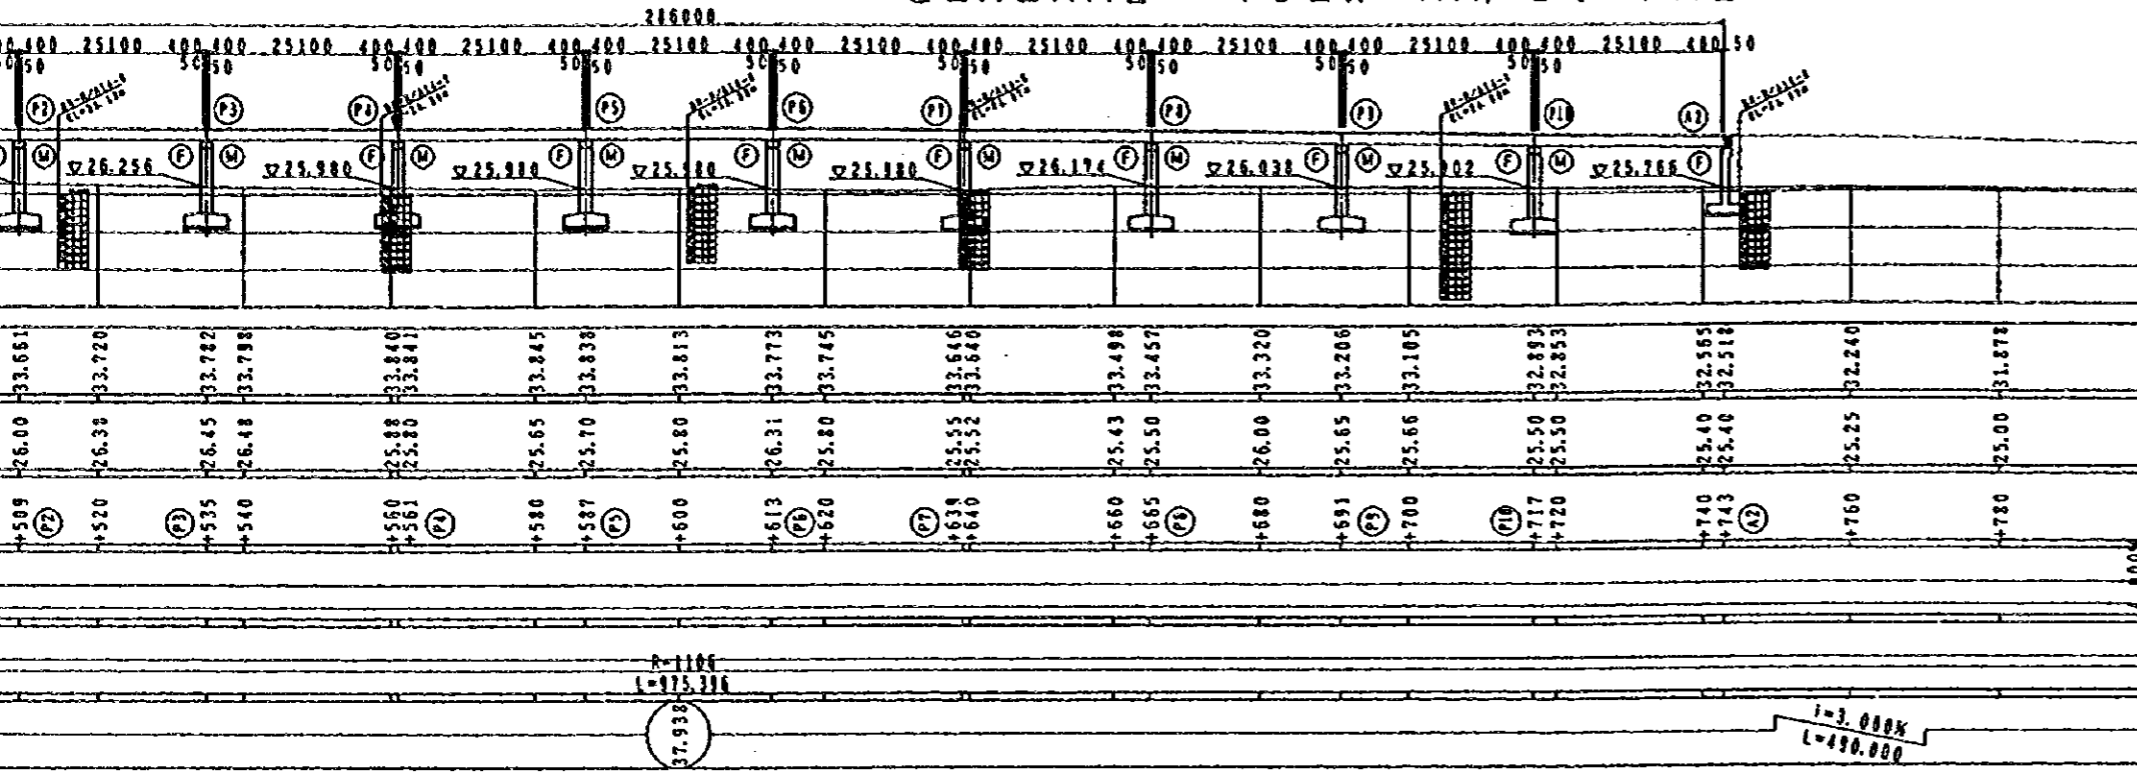 286000
400 25100 400 400 25100 400 400 25100 400 400 25100 400 400 25100 400 400 25100 400 400 25100 400 400 25100 400 400 25100 400 50
50 50 50 50 50 50 50 50 50 50 50 50 50 50 50 50
P2 P3 P4 P5 P6 P7 P8 P9 P10 A2
M F M F M F M F M F M F M F M F M F
▽26.256 ▽25.980 ▽25.980 ▽25.980 ▽25.980 ▽26.174 ▽26.038 ▽25.902 ▽25.766
33.661 33.720 33.782 33.798 33.840 33.841 33.845 33.838 33.813 33.773 33.745 33.646 33.640 33.498 33.457 33.320 33.206 33.105 32.893 32.853 32.565 32.518 32.240 31.878
26.00 26.30 26.45 26.48 25.88 25.80 25.65 25.70 25.80 26.31 25.80 25.55 25.52 25.43 25.50 26.00 25.65 25.66 25.50 25.50 25.40 25.40 25.25 25.00
+509 P2 +520 P3 +535 +540 +560 +561 P4 +580 +587 P5 +600 +613 P6 +620 P7 +639 +640 +660 +665 P8 +680 +691 P9 +700 P10 +717 +720 +740 +743 A2 +760 +780
R=1106
L=975.396
37.938
i=3.000%
L=490.000